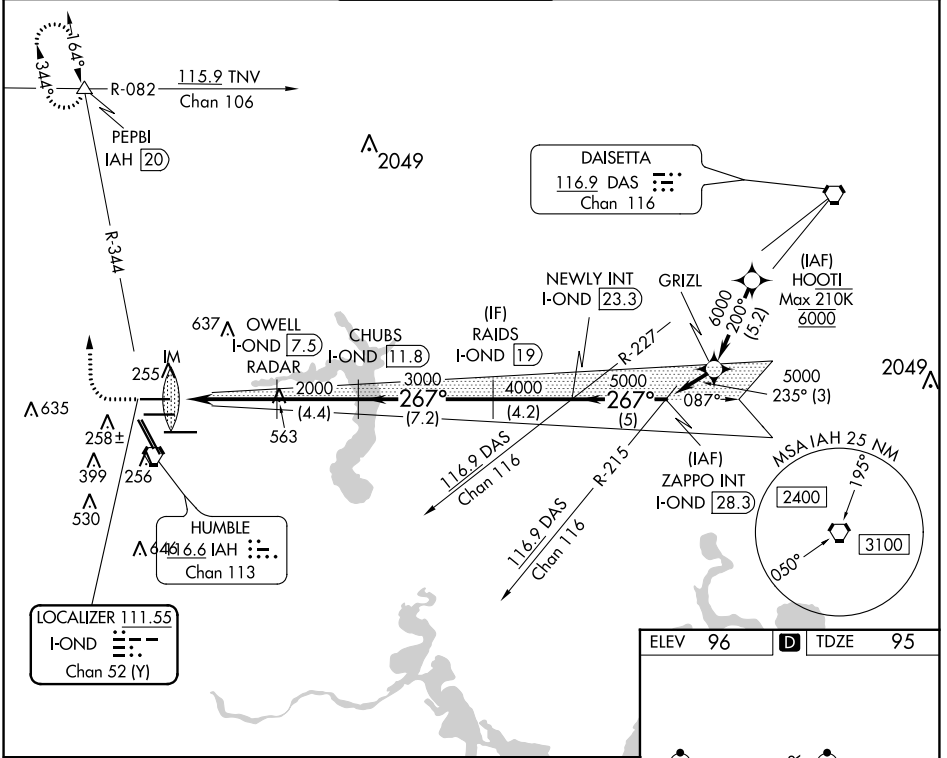 164°
344°
R-082
115.9 TNV
Chan 106
PEPBI
IAH 20
2049
DAISETTA
116.9 DAS
Chan 116
R-344
(IAF)
HOOTI
Max 210K
6000
6000
200°
(5.2)
NEWLY INT
I-OND 23.3
GRIZL
(IF)
RAIDS
I-OND 19
R-227
637
OWELL
I-OND 7.5
RADAR
CHUBS
I-OND 11.8
2049
IM
255
2000
3000
4000
5000
5000
267°
267°
087°
235° (3)
(4.4)
(7.2)
(4.2)
(5)
563
635
258±
399
256
530
116.9 DAS
Chan 116
R-215
116.9 DAS
Chan 116
(IAF)
ZAPPO INT
I-OND 28.3
MSA IAH 25 NM
195°
2400
3100
050°
HUMBLE
646
116.6 IAH
Chan 113
LOCALIZER 111.55
I-OND
Chan 52 (Y)
ELEV 96
D
TDZE 95